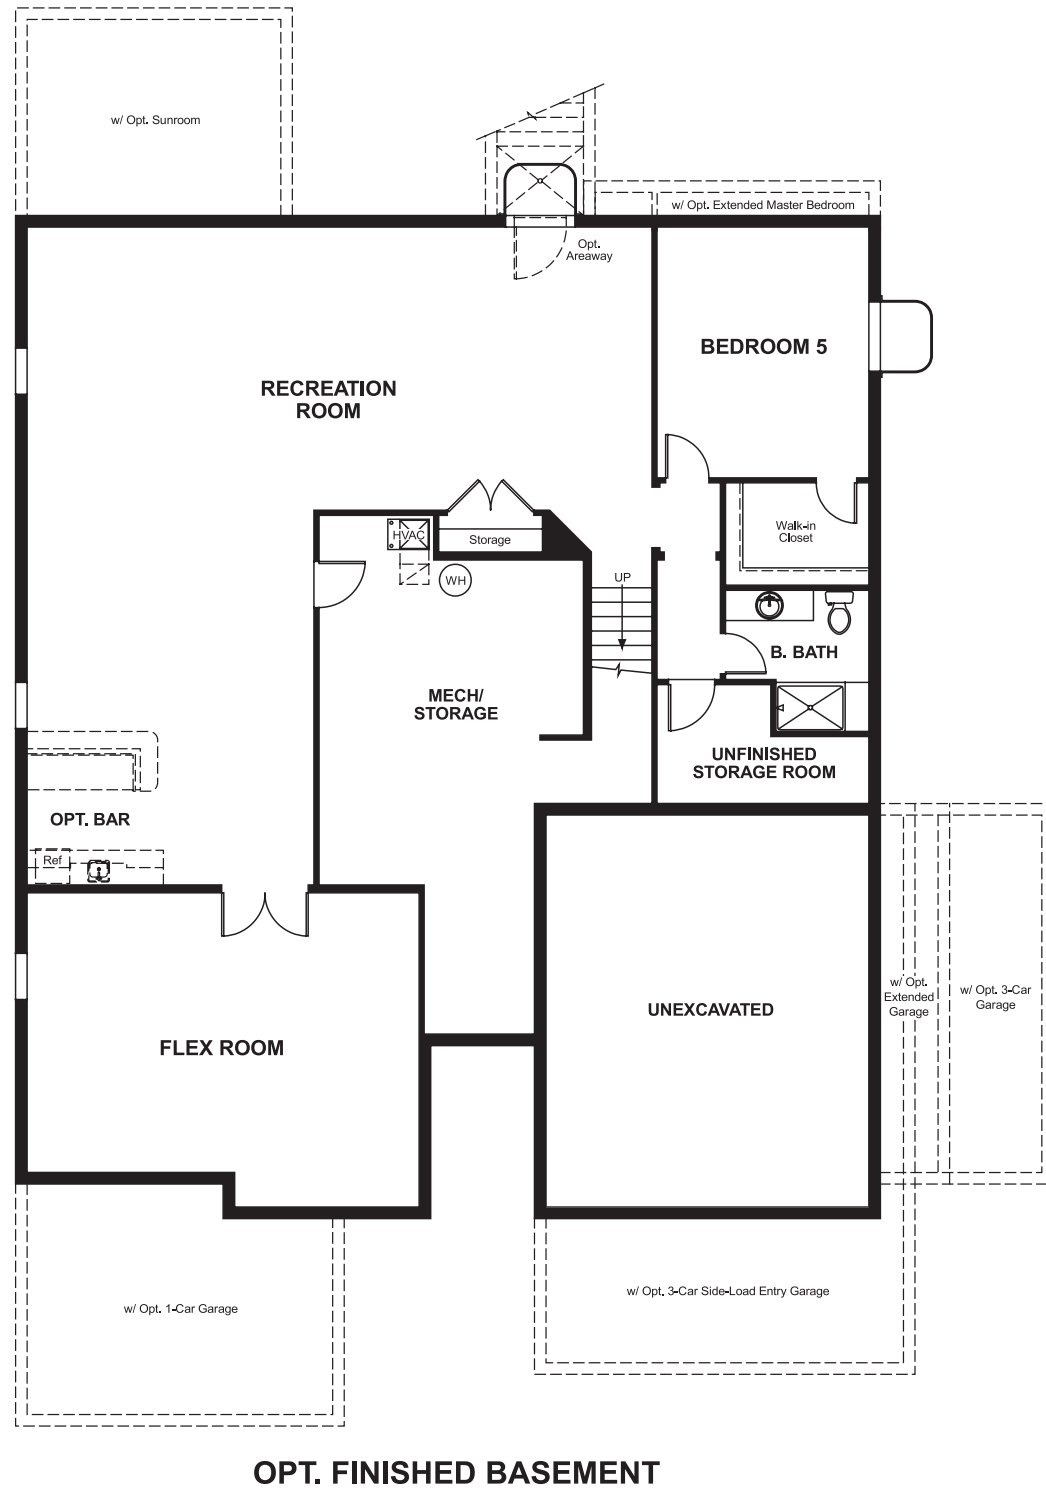 w/ Opt. Sunroom
w/ Opt. Extended Master Bedroom
Opt.
Areaway
BEDROOM 5
RECREATION
ROOM
HVAC
Storage
Walk-in
Closet
WH
UP
B. BATH
MECH/
STORAGE
UNFINISHED
STORAGE ROOM
OPT. BAR
Ref
w/ Opt.
Extended
Garage
w/ Opt. 3-Car
Garage
UNEXCAVATED
FLEX ROOM
w/ Opt. 3-Car Side-Load Entry Garage
w/ Opt. 1-Car Garage
OPT. FINISHED BASEMENT